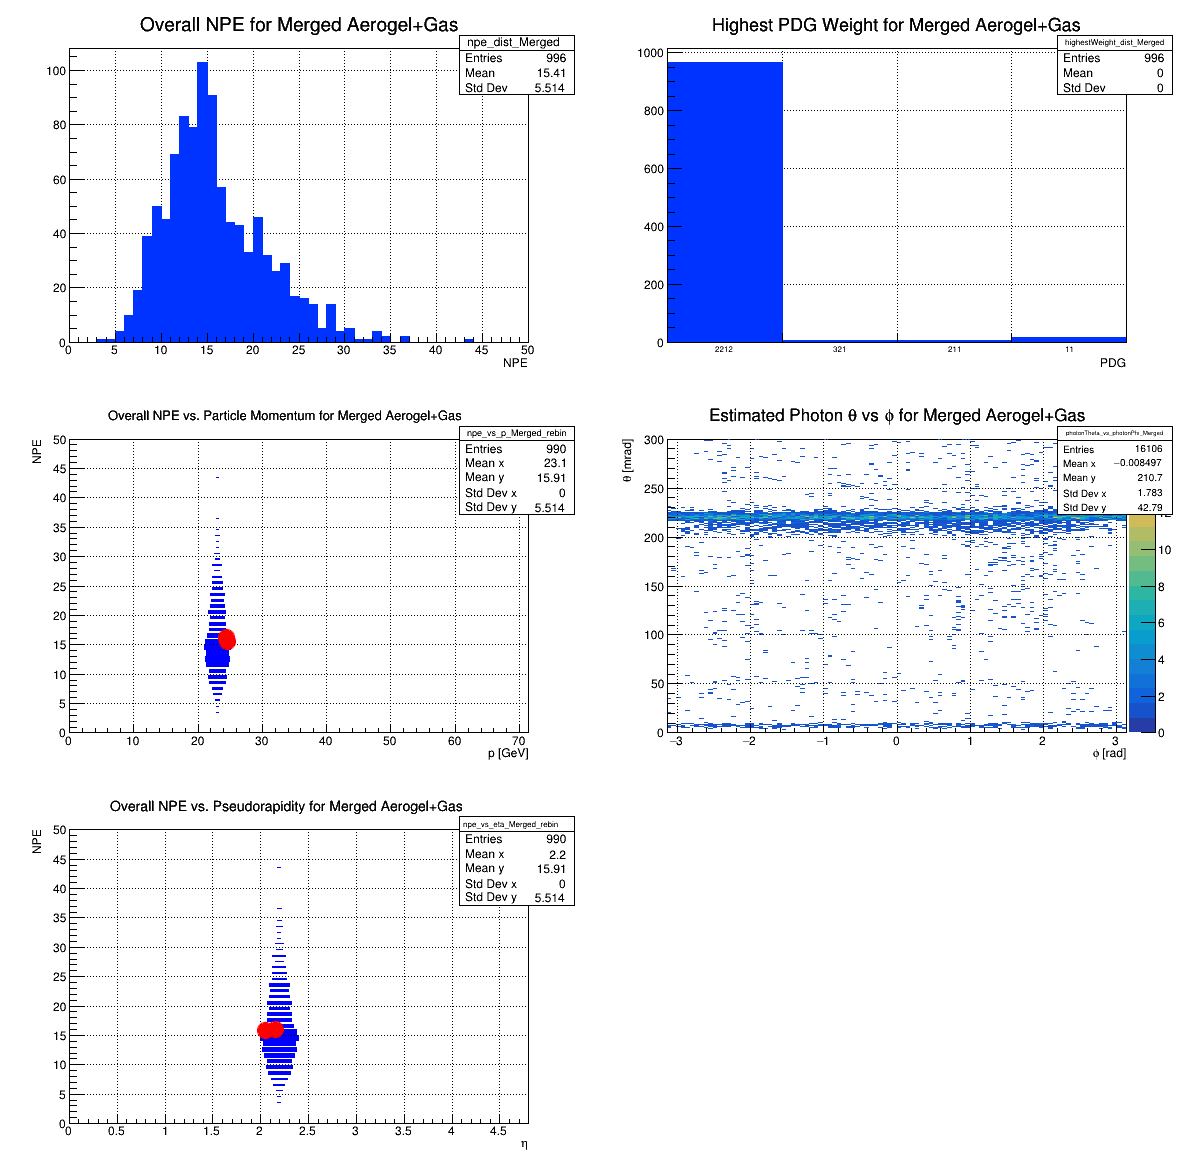 Overall NPE for Merged Aerogel+Gas
npe_dist_Merged
Entries 996
Mean 15.41
Std Dev 5.514
100
80
60
40
20
0
0 5 10 15 20 25 30 35 40 45 50
NPE
Highest PDG Weight for Merged Aerogel+Gas
highestWeight_dist_Merged
Entries 996
Mean 0
Std Dev 0
1000
800
600
400
200
0
2212 321 211 11
PDG
Overall NPE vs. Particle Momentum for Merged Aerogel+Gas
npe_vs_p_Merged_rebin
Entries 990
Mean x 23.1
Mean y 15.91
Std Dev x 0
Std Dev y 5.514
NPE
50
45
40
35
30
25
20
15
10
5
0
0 10 20 30 40 50 60 70
p [GeV]
Estimated Photon θ vs ϕ for Merged Aerogel+Gas
photonTheta_vs_photonPhi_Merged
Entries 16106
Mean x −0.008497
Mean y 210.7
Std Dev x 1.783
Std Dev y 42.79
θ [mrad]
300
250
200
150
100
50
0
−3 −2 −1 0 1 2 3
ϕ [rad]
10
8
6
4
2
0
Overall NPE vs. Pseudorapidity for Merged Aerogel+Gas
npe_vs_eta_Merged_rebin
Entries 990
Mean x 2.2
Mean y 15.91
Std Dev x 0
Std Dev y 5.514
NPE
50
45
40
35
30
25
20
15
10
5
0
0 0.5 1 1.5 2 2.5 3 3.5 4 4.5
η